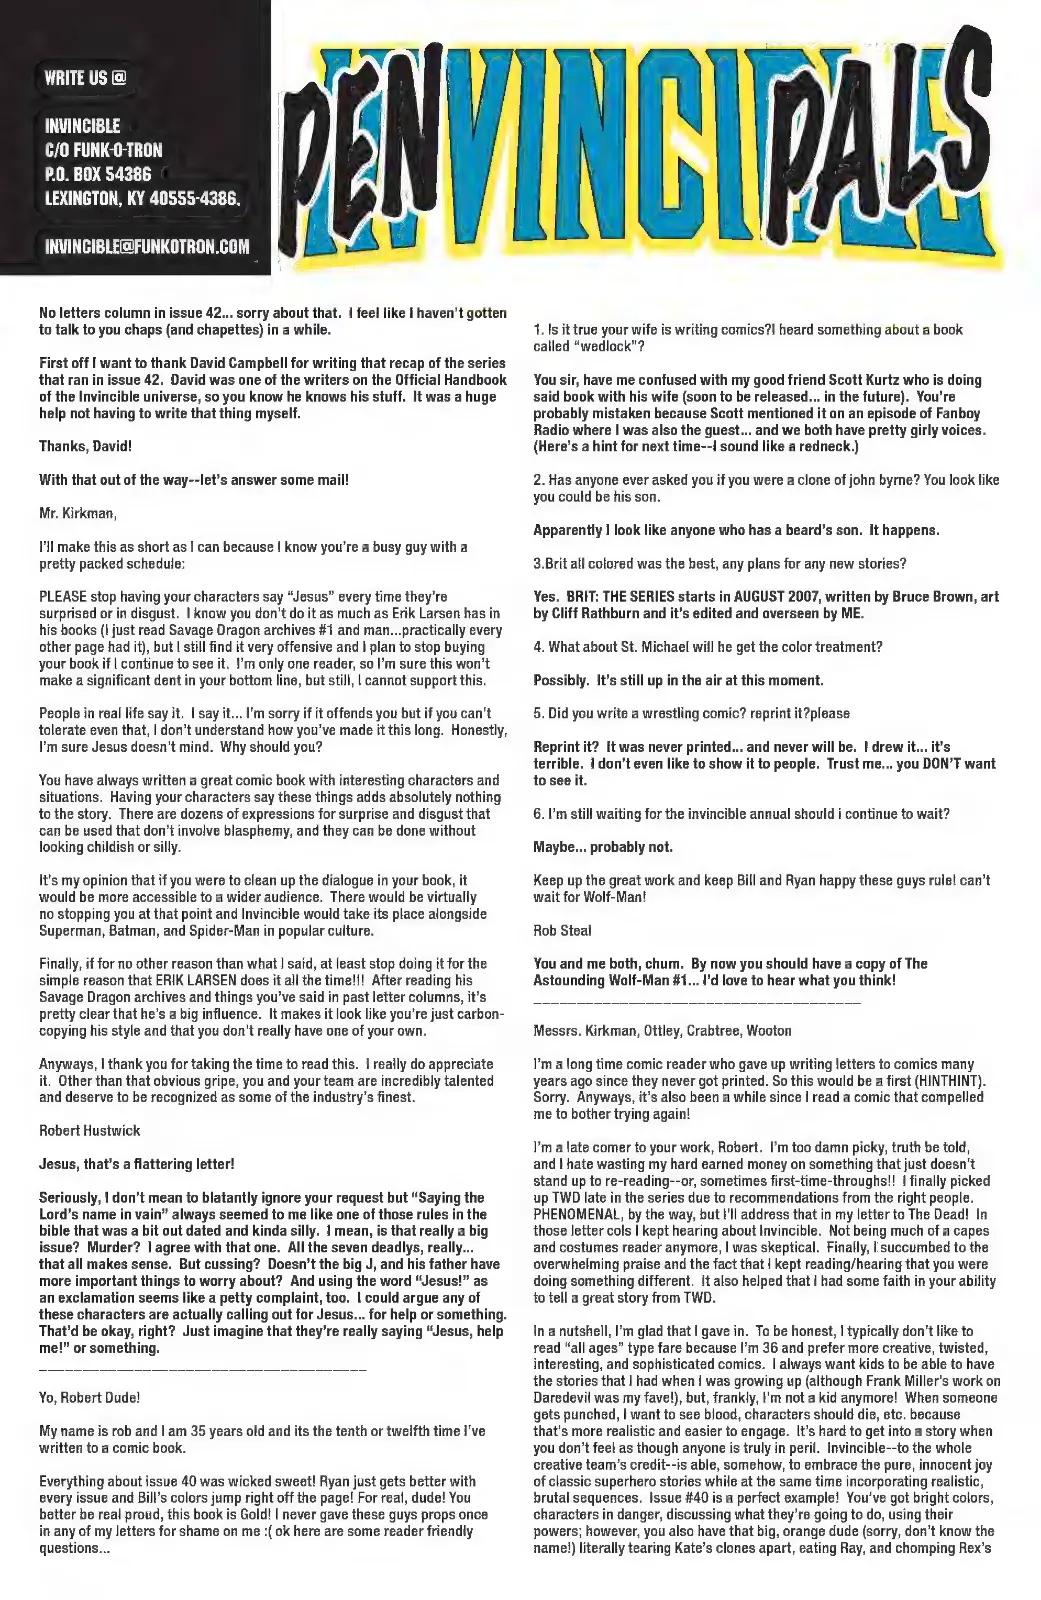 WRITE US @
INVINCIBLE
C/O FUNK-O-TRON
P.O. BOX 54386
LEXINGTON, KY 40555-4386.
INVINCIBLE@FUNKOTRON.COM
PENVINCIPALS
No letters column in issue 42... sorry about that. I feel like I haven't gotten
to talk to you chaps (and chapettes) in a while.
First off I want to thank David Campbell for writing that recap of the series
that ran in issue 42. David was one of the writers on the Official Handbook
of the Invincible universe, so you know he knows his stuff. It was a huge
help not having to write that thing myself.
Thanks, David!
With that out of the way--let's answer some mail!
Mr. Kirkman,
I'll make this as short as I can because I know you're a busy guy with a
pretty packed schedule:
PLEASE stop having your characters say "Jesus" every time they're
surprised or in disgust. I know you don't do it as much as Erik Larsen has in
his books (I just read Savage Dragon archives #1 and man...practically every
other page had it), but I still find it very offensive and I plan to stop buying
your book if I continue to see it. I'm only one reader, so I'm sure this won't
make a significant dent in your bottom line, but still, I cannot support this.
People in real life say it. I say it... I'm sorry if it offends you but if you can't
tolerate even that, I don't understand how you've made it this long. Honestly,
I'm sure Jesus doesn't mind. Why should you?
You have always written a great comic book with interesting characters and
situations. Having your characters say these things adds absolutely nothing
to the story. There are dozens of expressions for surprise and disgust that
can be used that don't involve blasphemy, and they can be done without
looking childish or silly.
It's my opinion that if you were to clean up the dialogue in your book, it
would be more accessible to a wider audience. There would be virtually
no stopping you at that point and Invincible would take its place alongside
Superman, Batman, and Spider-Man in popular culture.
Finally, if for no other reason than what I said, at least stop doing it for the
simple reason that ERIK LARSEN does it all the time!!! After reading his
Savage Dragon archives and things you've said in past letter columns, it's
pretty clear that he's a big influence. It makes it look like you're just carbon-
copying his style and that you don't really have one of your own.
Anyways, I thank you for taking the time to read this. I really do appreciate
it. Other than that obvious gripe, you and your team are incredibly talented
and deserve to be recognized as some of the industry's finest.
Robert Hustwick
Jesus, that's a flattering letter!
Seriously, I don't mean to blatantly ignore your request but "Saying the
Lord's name in vain" always seemed to me like one of those rules in the
bible that was a bit out dated and kinda silly. I mean, is that really a big
issue? Murder? I agree with that one. All the seven deadlys, really...
that all makes sense. But cussing? Doesn't the big J, and his father have
more important things to worry about? And using the word "Jesus!" as
an exclamation seems like a petty complaint, too. I could argue any of
these characters are actually calling out for Jesus... for help or something.
That'd be okay, right? Just imagine that they're really saying "Jesus, help
me!" or something.
Yo, Robert Dude!
My name is rob and I am 35 years old and its the tenth or twelfth time I've
written to a comic book.
Everything about issue 40 was wicked sweet! Ryan just gets better with
every issue and Bill's colors jump right off the page! For real, dude! You
better be real proud, this book is Gold! I never gave these guys props once
in any of my letters for shame on me :( ok here are some reader friendly
questions...
1. Is it true your wife is writing comics?I heard something about a book
called "wedlock"?
You sir, have me confused with my good friend Scott Kurtz who is doing
said book with his wife (soon to be released... in the future). You're
probably mistaken because Scott mentioned it on an episode of Fanboy
Radio where I was also the guest... and we both have pretty girly voices.
(Here's a hint for next time--I sound like a redneck.)
2. Has anyone ever asked you if you were a clone of john byrne? You look like
you could be his son.
Apparently I look like anyone who has a beard's son. It happens.
3.Brit all colored was the best, any plans for any new stories?
Yes. BRIT: THE SERIES starts in AUGUST 2007, written by Bruce Brown, art
by Cliff Rathburn and it's edited and overseen by ME.
4. What about St. Michael will he get the color treatment?
Possibly. It's still up in the air at this moment.
5. Did you write a wrestling comic? reprint it?please
Reprint it? It was never printed... and never will be. I drew it... it's
terrible. I don't even like to show it to people. Trust me... you DON'T want
to see it.
6. I'm still waiting for the invincible annual should i continue to wait?
Maybe... probably not.
Keep up the great work and keep Bill and Ryan happy these guys rule! can't
wait for Wolf-Man!
Rob Steal
You and me both, chum. By now you should have a copy of The
Astounding Wolf-Man #1... I'd love to hear what you think!
Messrs. Kirkman, Ottley, Crabtree, Wooton
I'm a long time comic reader who gave up writing letters to comics many
years ago since they never got printed. So this would be a first (HINTHINT).
Sorry. Anyways, it's also been a while since I read a comic that compelled
me to bother trying again!
I'm a late comer to your work, Robert. I'm too damn picky, truth be told,
and I hate wasting my hard earned money on something that just doesn't
stand up to re-reading--or, sometimes first-time-throughs!! I finally picked
up TWD late in the series due to recommendations from the right people.
PHENOMENAL, by the way, but I'll address that in my letter to The Dead! In
those letter cols I kept hearing about Invincible. Not being much of a capes
and costumes reader anymore, I was skeptical. Finally, I succumbed to the
overwhelming praise and the fact that I kept reading/hearing that you were
doing something different. It also helped that I had some faith in your ability
to tell a great story from TWD.
In a nutshell, I'm glad that I gave in. To be honest, I typically don't like to
read "all ages" type fare because I'm 36 and prefer more creative, twisted,
interesting, and sophisticated comics. I always want kids to be able to have
the stories that I had when I was growing up (although Frank Miller's work on
Daredevil was my fave!), but, frankly, I'm not a kid anymore! When someone
gets punched, I want to see blood, characters should die, etc. because
that's more realistic and easier to engage. It's hard to get into a story when
you don't feel as though anyone is truly in peril. Invincible--to the whole
creative team's credit--is able, somehow, to embrace the pure, innocent joy
of classic superhero stories while at the same time incorporating realistic,
brutal sequences. Issue #40 is a perfect example! You've got bright colors,
characters in danger, discussing what they're going to do, using their
powers; however, you also have that big, orange dude (sorry, don't know the
name!) literally tearing Kate's clones apart, eating Ray, and chomping Rex's